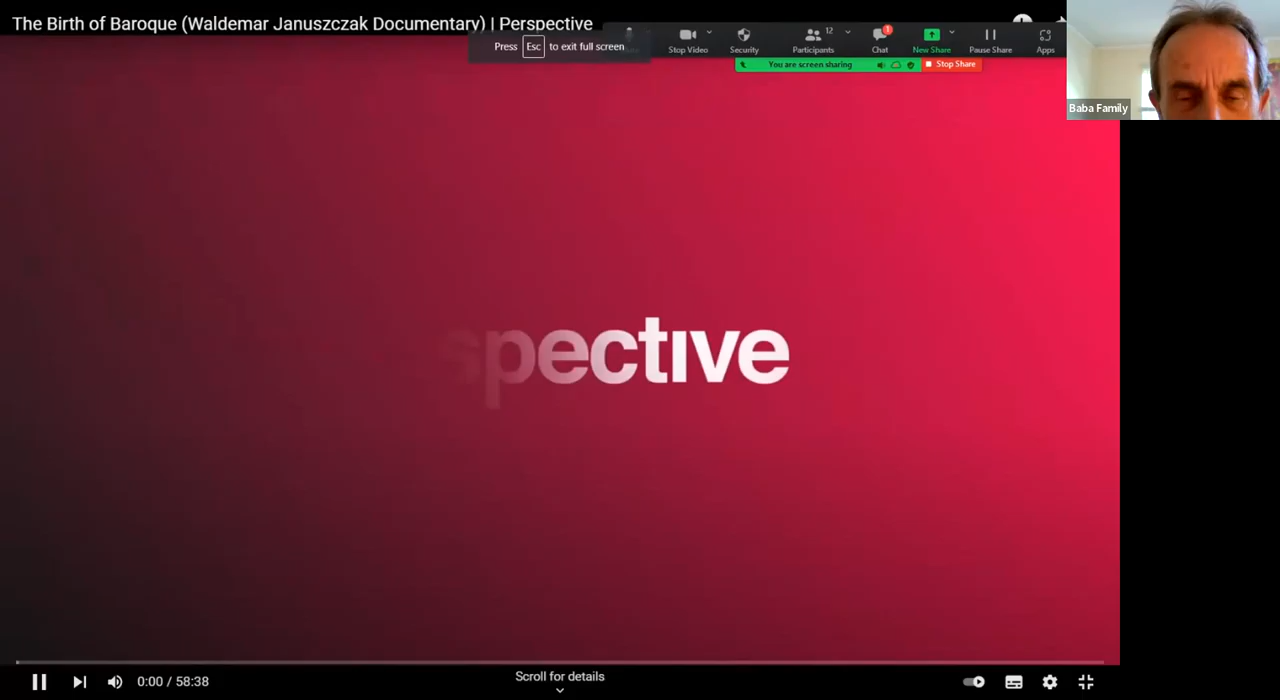 The Birth of Baroque (Waldemar Januszczak Documentary) | Perspective
Press Esc to exit full screen
Stop Video
Security
12
Participants
1
Chat
New Share
Pause Share
Apps
You are screen sharing
Stop Share
Baba Family
spective
0:00 / 58:38
Scroll for details